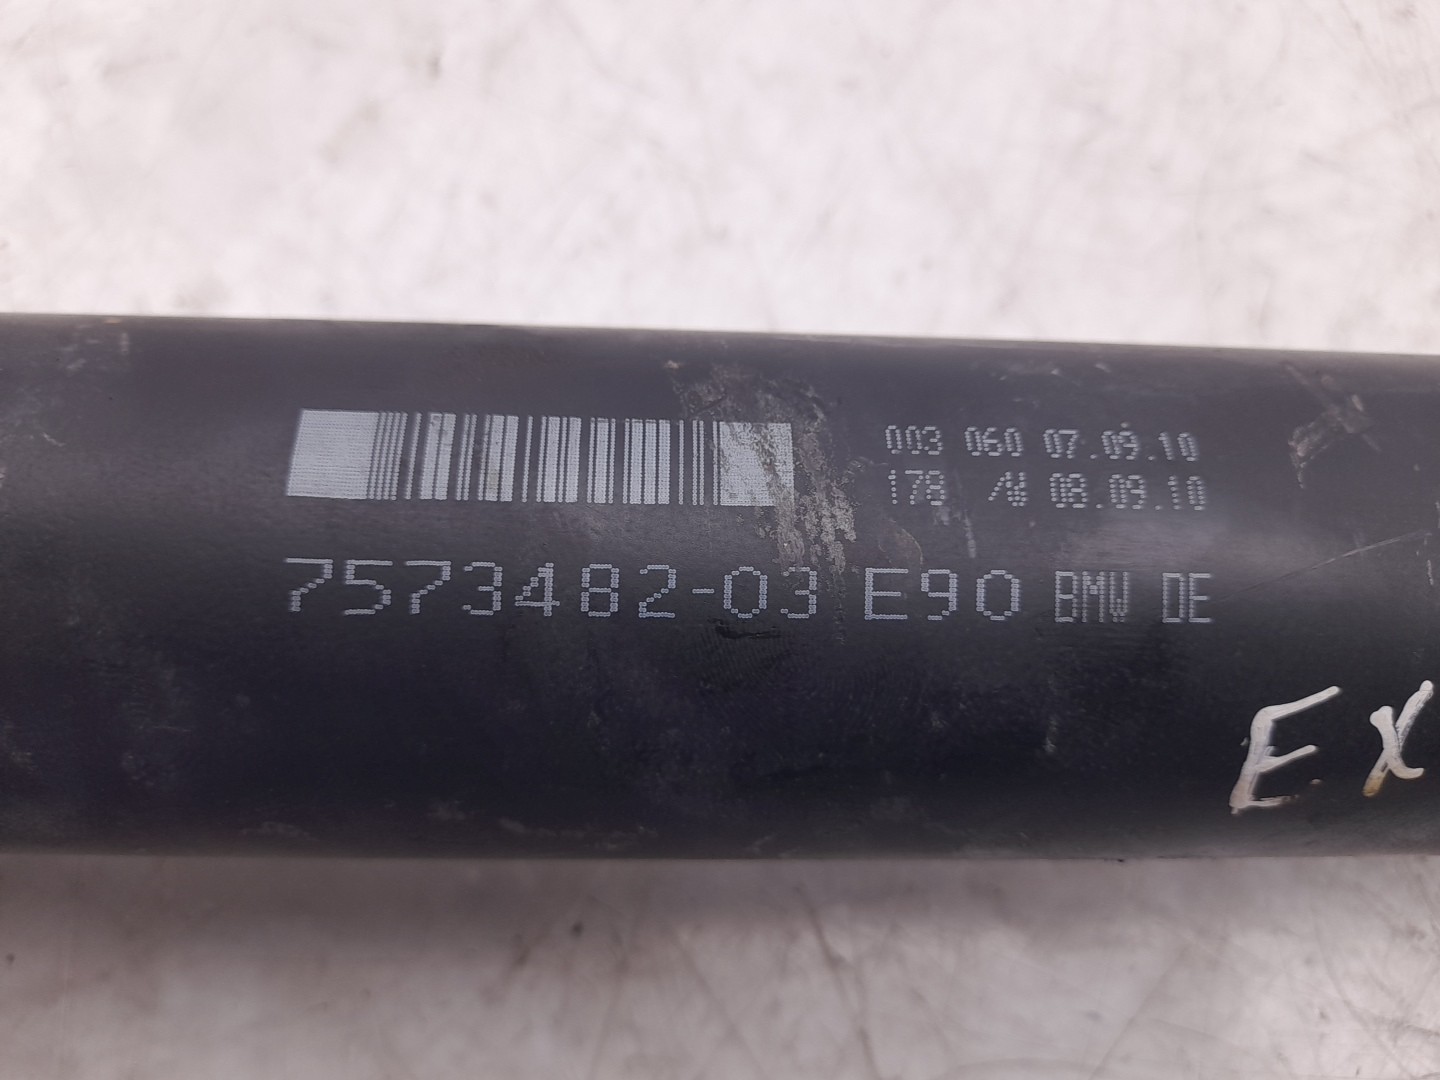 003 060 07.09.10
178 /W 08.09.10
7573482-03 E90 BMW DE
EX